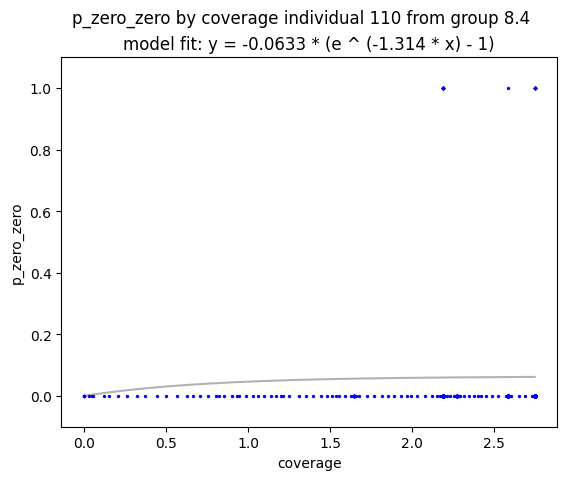 p_zero_zero by coverage individual 110 from group 8.4
model fit: y = -0.0633 * (e ^ (-1.314 * x) - 1)
1.0
0.8
0.6
0.4
0.2
0.0
p_zero_zero
0.0 0.5 1.0 1.5 2.0 2.5
coverage